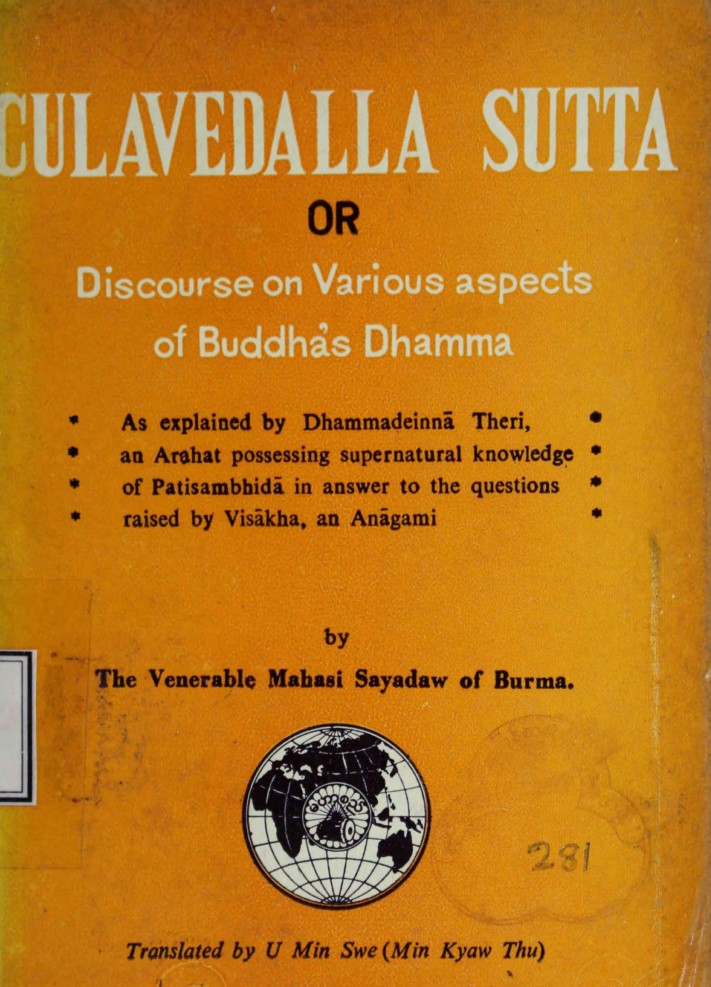 CULAVEDALLA SUTTA
OR
Discourse on Various aspects
of Buddha's Dhamma
* As explained by Dhammadeinnā Theri, *
* an Arahat possessing supernatural knowledge *
* of Patisambhidā in answer to the questions *
* raised by Visākha, an Anāgami *
by
The Venerable Mahasi Sayadaw of Burma.
281
Translated by U Min Swe (Min Kyaw Thu)